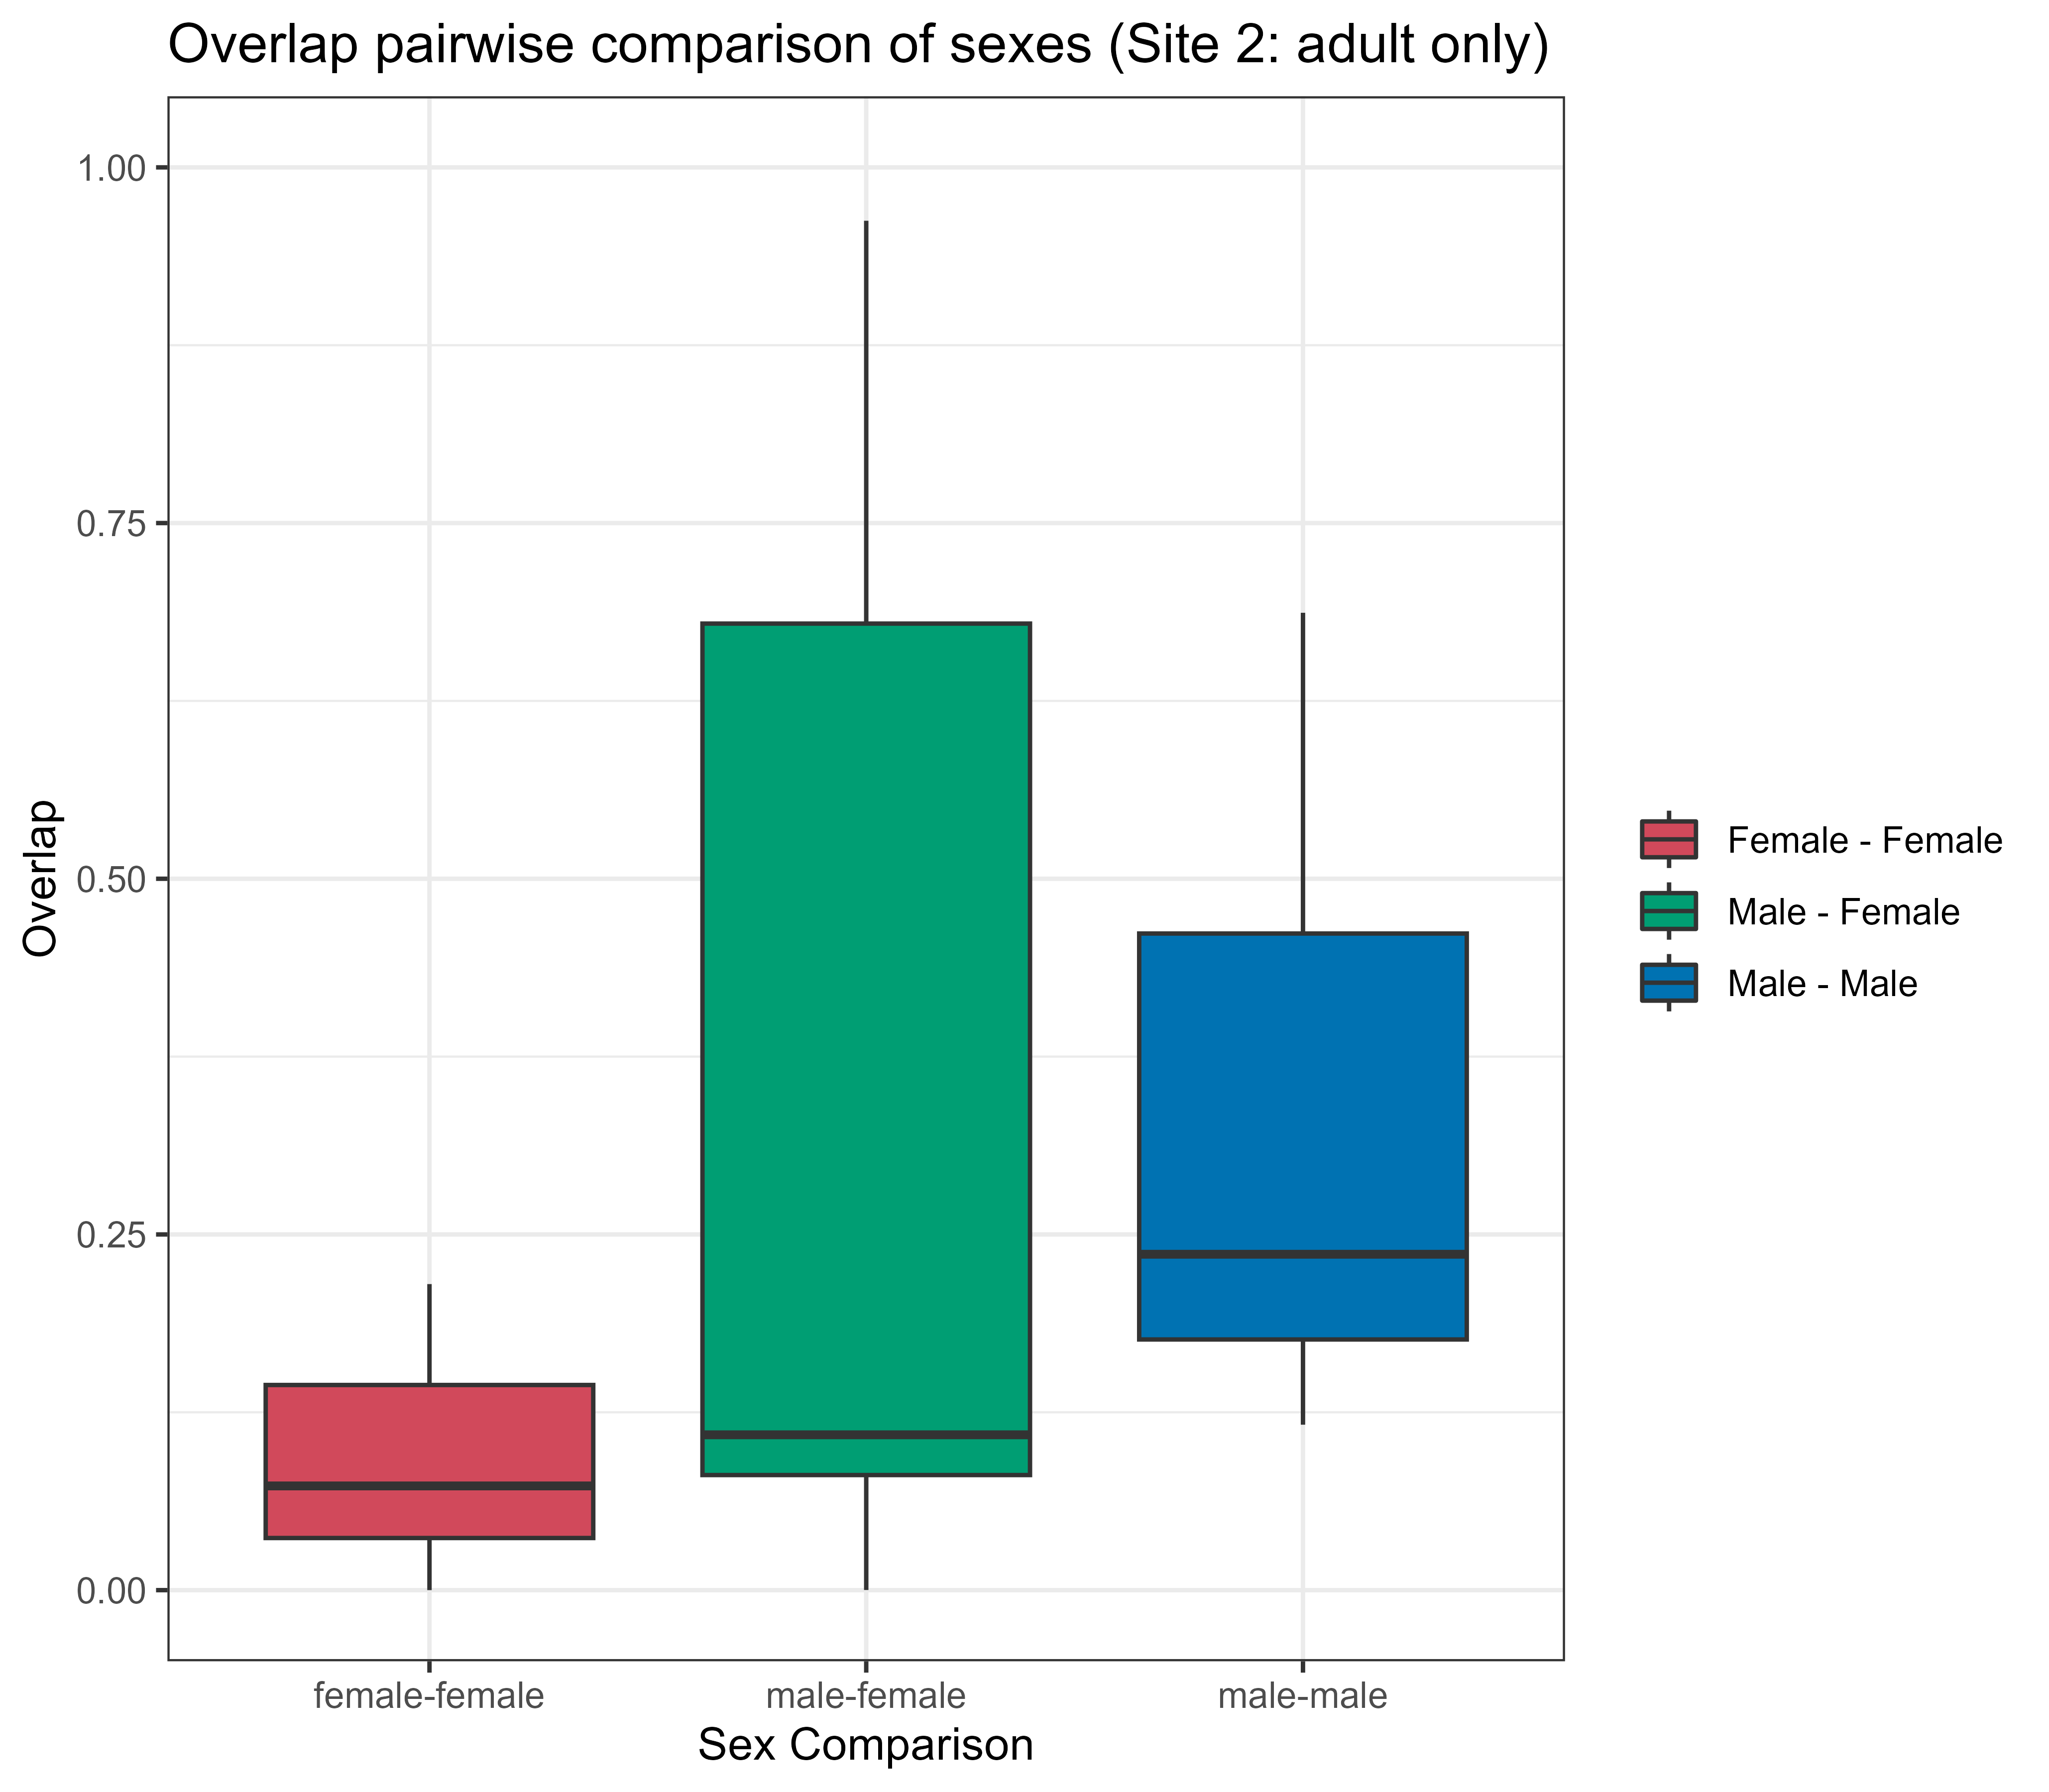 Overlap pairwise comparison of sexes (Site 2: adult only)
1.00
0.75
0.50
0.25
0.00
Overlap
female-female
male-female
male-male
Sex Comparison
Female - Female
Male - Female
Male - Male